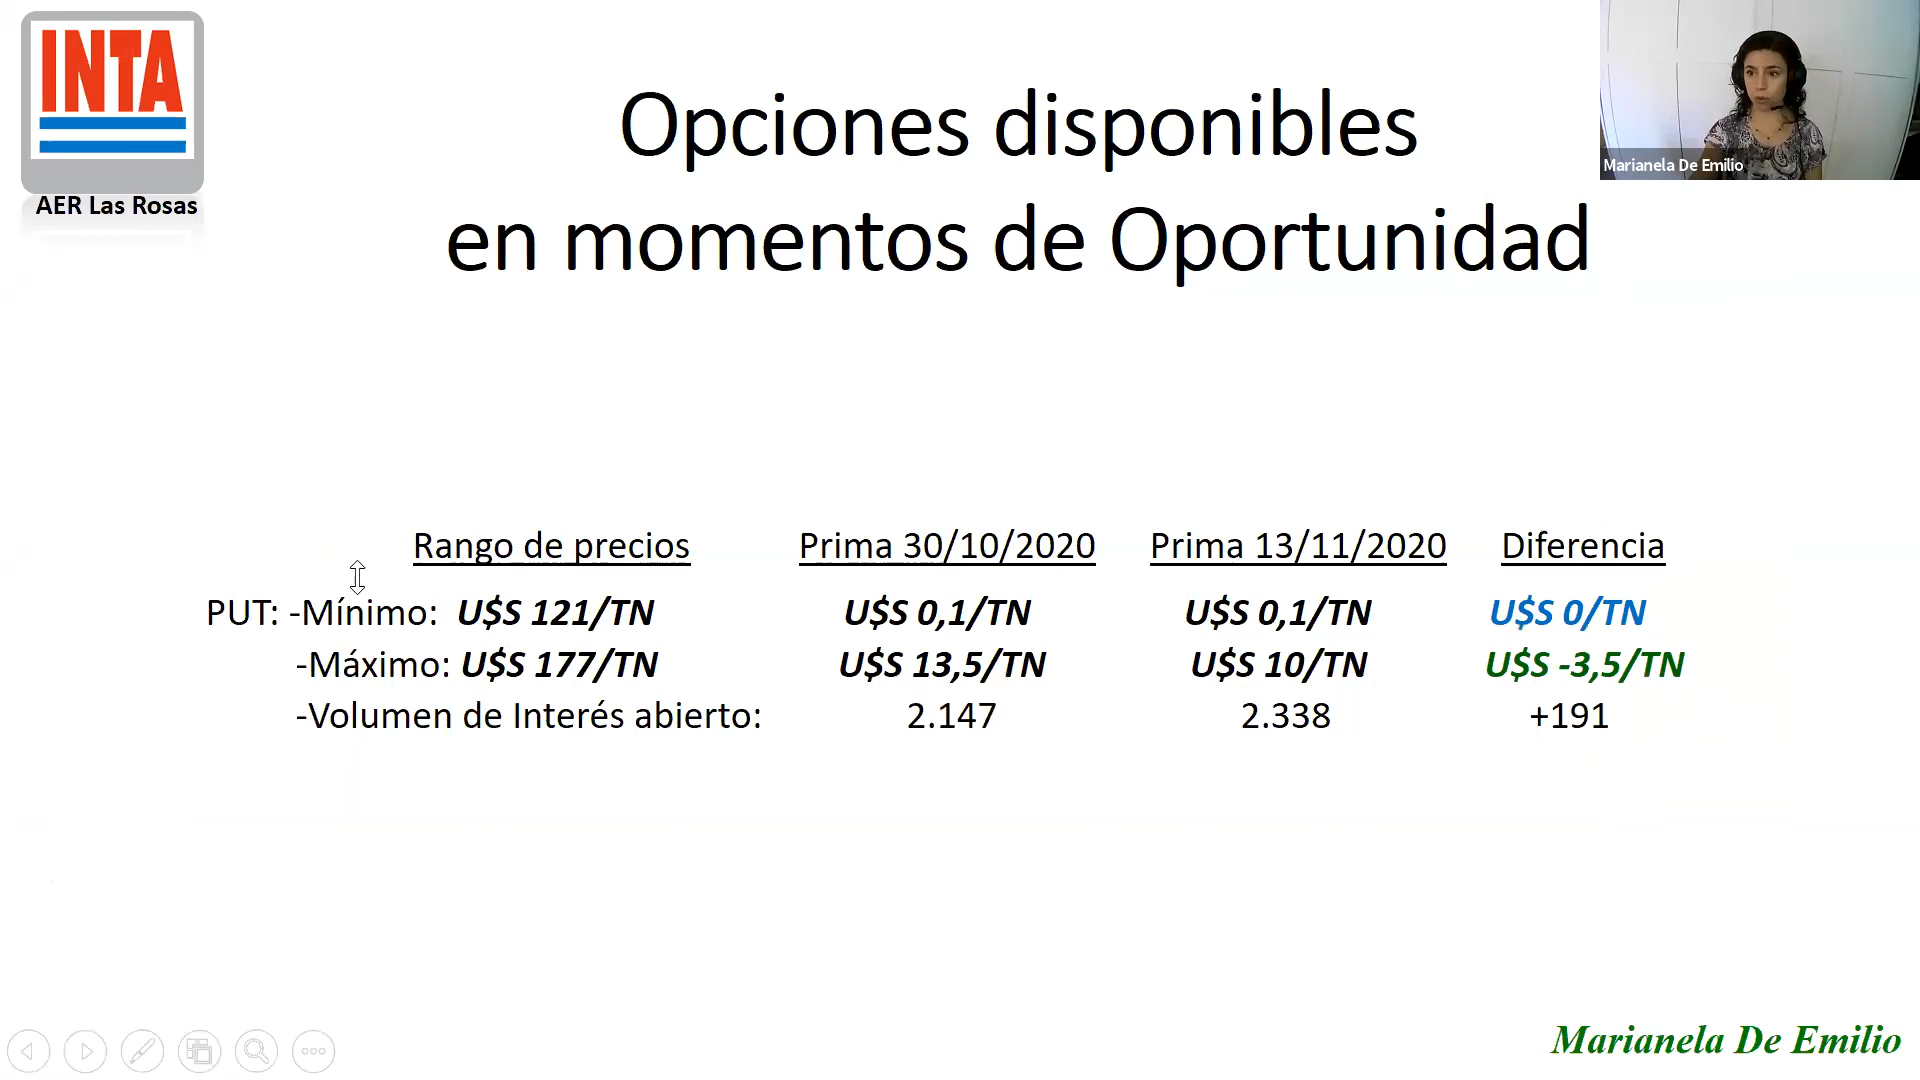 INTA
AER Las Rosas
Opciones disponibles
en momentos de Oportunidad
Marianela De Emilio
Rango de precios Prima 30/10/2020 Prima 13/11/2020 Diferencia
PUT: -Mínimo: U$S 121/TN U$S 0,1/TN U$S 0,1/TN U$S 0/TN
-Máximo: U$S 177/TN U$S 13,5/TN U$S 10/TN U$S -3,5/TN
-Volumen de Interés abierto: 2.147 2.338 +191
Marianela De Emilio